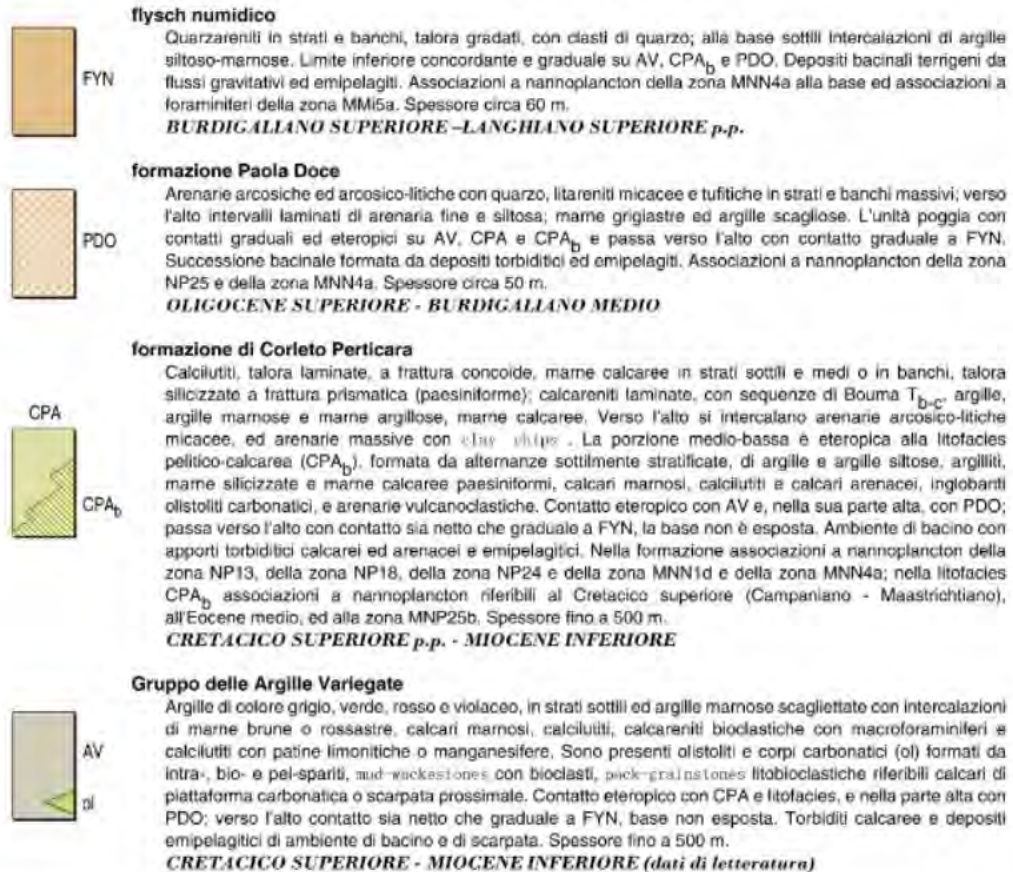 flysch numidico
Quarzareniti in strati e banchi, talora gradati, con clasti di quarzo; alla base sottili intercalazioni di argille
siltoso-marnose. Limite inferiore concordante e graduale su AV, CPAb e PDO. Depositi bacinali terrigeni da
FYN
flussi gravitativi ed emipelagiti. Associazioni a nannoplancton della zona MNN4a alla base ed associazioni a
foraminiferi della zona MMi5a. Spessore circa 60 m.
BURDIGALIANO SUPERIORE –LANGHIANO SUPERIORE p.p.
formazione Paola Doce
Arenarie arcosiche ed arcosico-litiche con quarzo, litareniti micacee e tufitiche in strati e banchi massivi; verso
l'alto intervalli laminati di arenaria fine e siltosa; marne grigiastre ed argille scagliose. L'unità poggia con
PDO
contatti graduali ed eteropici su AV, CPA e CPAb e passa verso l'alto con contatto graduale a FYN.
Successione bacinale formata da depositi torbiditici ed emipelagiti. Associazioni a nannoplancton della zona
NP25 e della zona MNN4a. Spessore circa 50 m.
OLIGOCENE SUPERIORE - BURDIGALIANO MEDIO
formazione di Corleto Perticara
Calcilutiti, talora laminate, a frattura concoide, marne calcaree in strati sottili e medi o in banchi, talora
silicizzate a frattura prismatica (paesiniforme); calcareniti laminate, con sequenze di Bouma Tb-c, argille,
CPA
argille marnose e marne argillose, marne calcaree. Verso l'alto si intercalano arenarie arcosico-litiche
micacee, ed arenarie massive con clay chips . La porzione medio-bassa è eteropica alla litofacies
pelitico-calcarea (CPAb), formata da alternanze sottilmente stratificate, di argille e argille siltose, argilliti,
CPAb
marne silicizzate e marne calcaree paesiniformi, calcari marnosi, calcilutiti e calcari arenacei, inglobanti
olistoliti carbonatici, e arenarie vulcanoclastiche. Contatto eteropico con AV e, nella sua parte alta, con PDO;
passa verso l'alto con contatto sia netto che graduale a FYN, la base non è esposta. Ambiente di bacino con
apporti torbiditici calcarei ed arenacei e emipelagitici. Nella formazione associazioni a nannoplancton della
zona NP13, della zona NP18, della zona NP24 e della zona MNN1d e della zona MNN4a; nella litofacies
CPAb associazioni a nannoplancton riferibili al Cretacico superiore (Campaniano - Maastrichtiano),
all'Eocene medio, ed alla zona MNP25b. Spessore fino a 500 m.
CRETACICO SUPERIORE p.p. - MIOCENE INFERIORE
Gruppo delle Argille Variegate
Argille di colore grigio, verde, rosso e violaceo, in strati sottili ed argille marnose scagliettate con intercalazioni
di marne brune o rossastre, calcari marnosi, calcilutiti, calcareniti bioclastiche con macroforaminiferi e
AV
calcilutiti con patine limonitiche o manganesifere. Sono presenti olistoliti e corpi carbonatici (ol) formati da
intra-, bio- e pel-spariti, mud-wackestones con bioclasti, pack-grainstones litobioclastiche riferibili calcari di
ol
piattaforma carbonatica o scarpata prossimale. Contatto eteropico con CPA e litofacies, e nella parte alta con
PDO; verso l'alto contatto sia netto che graduale a FYN, base non esposta. Torbiditi calcaree e depositi
emipelagitici di ambiente di bacino e di scarpata. Spessore fino a 500 m.
CRETACICO SUPERIORE - MIOCENE INFERIORE (dati di letteratura)